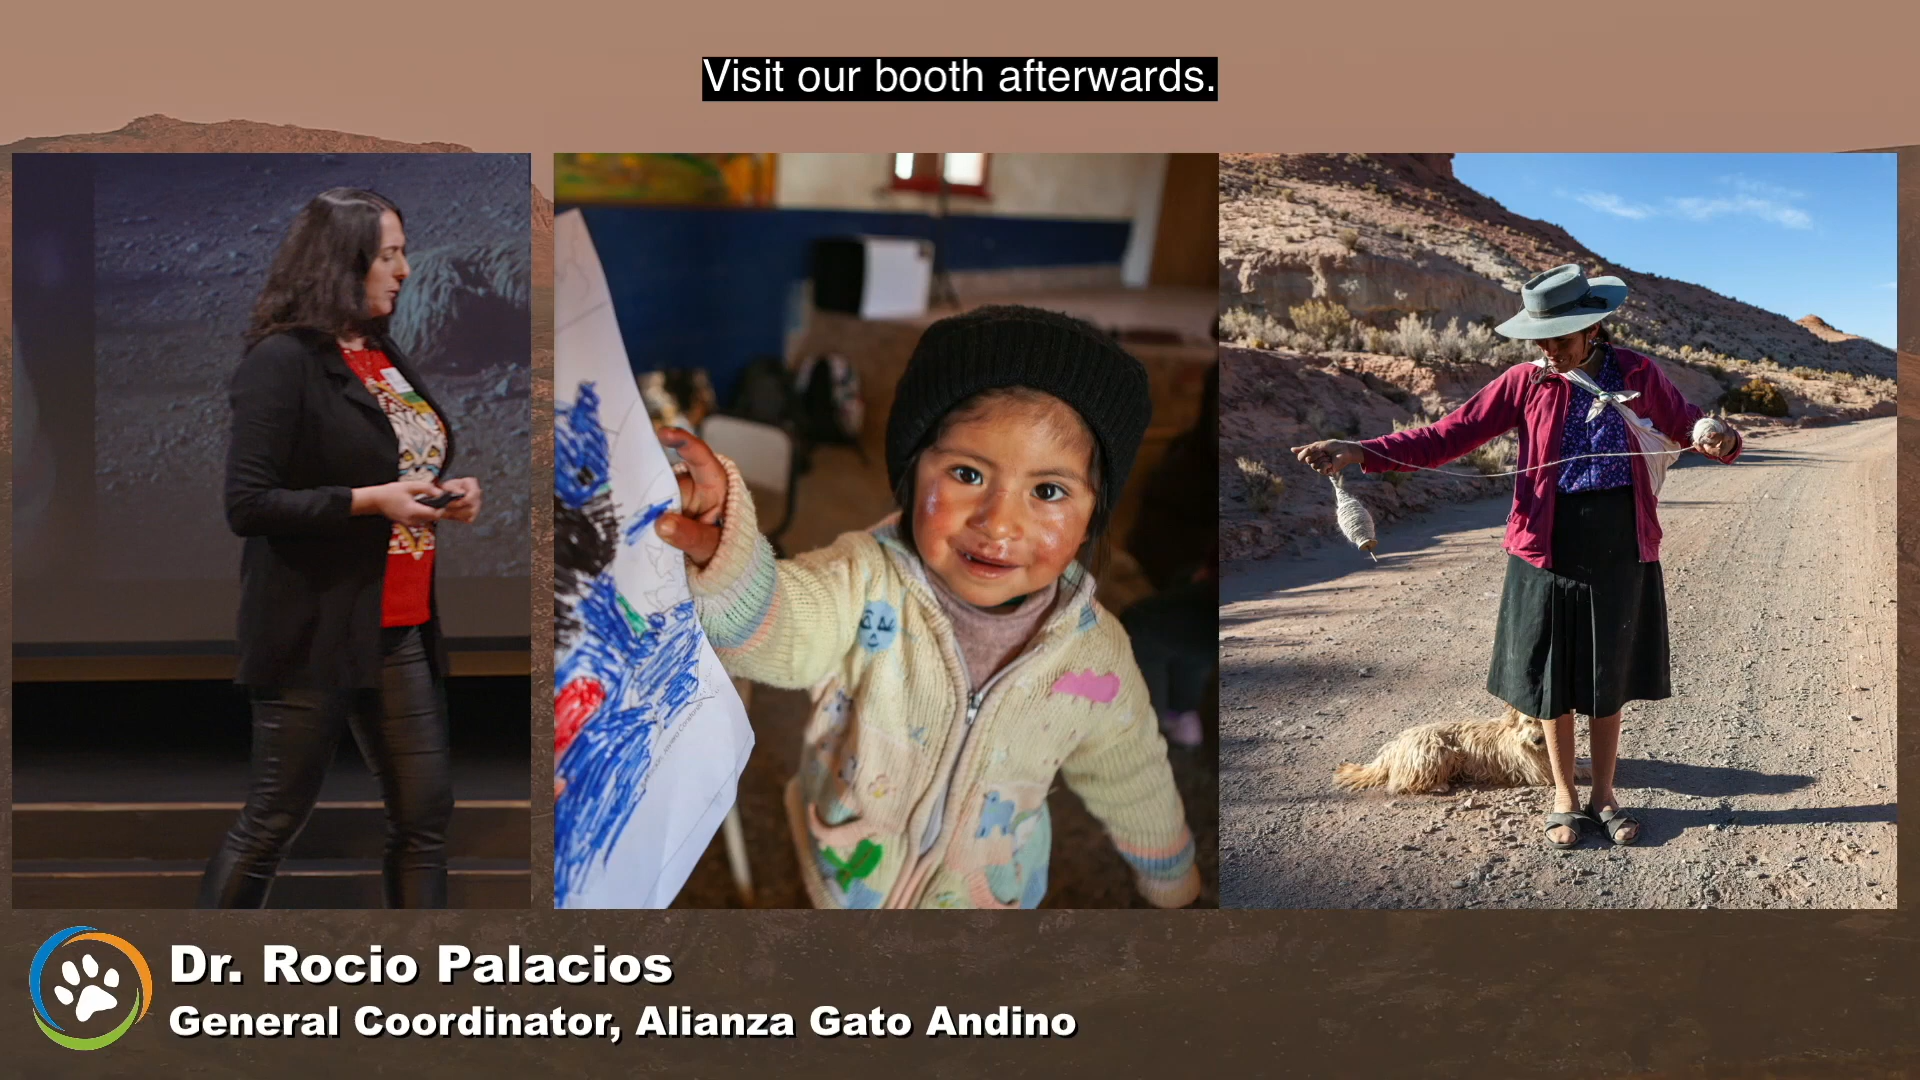 Visit our booth afterwards.
Dr. Rocio Palacios
General Coordinator, Alianza Gato Andino